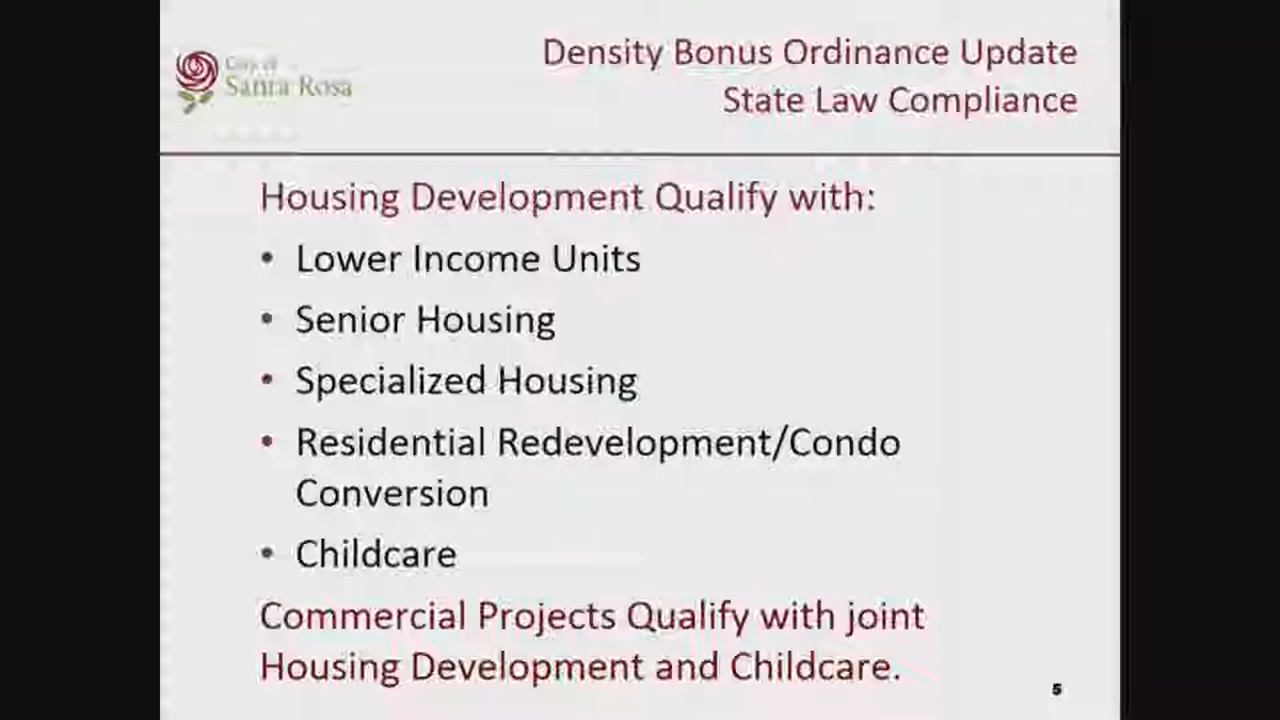 City of
Santa Rosa
Density Bonus Ordinance Update
State Law Compliance
Housing Development Qualify with:
• Lower Income Units
• Senior Housing
• Specialized Housing
• Residential Redevelopment/Condo
Conversion
• Childcare
Commercial Projects Qualify with joint
Housing Development and Childcare.
5